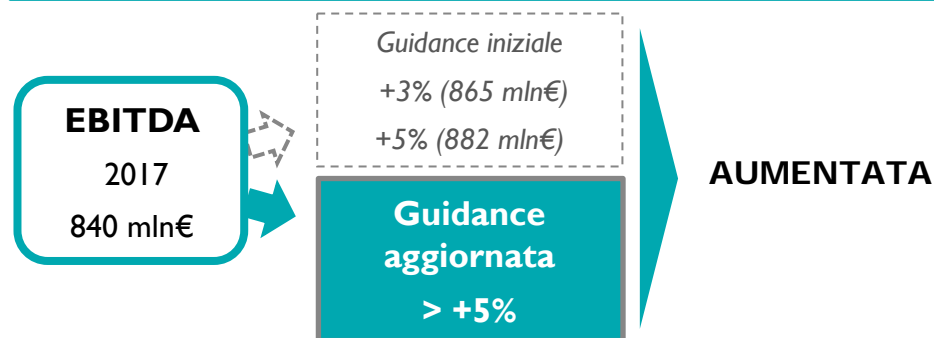 EBITDA
2017
840 mln€
Guidance iniziale
+3% (865 mln€)
+5% (882 mln€)
Guidance
aggiornata
> +5%
AUMENTATA